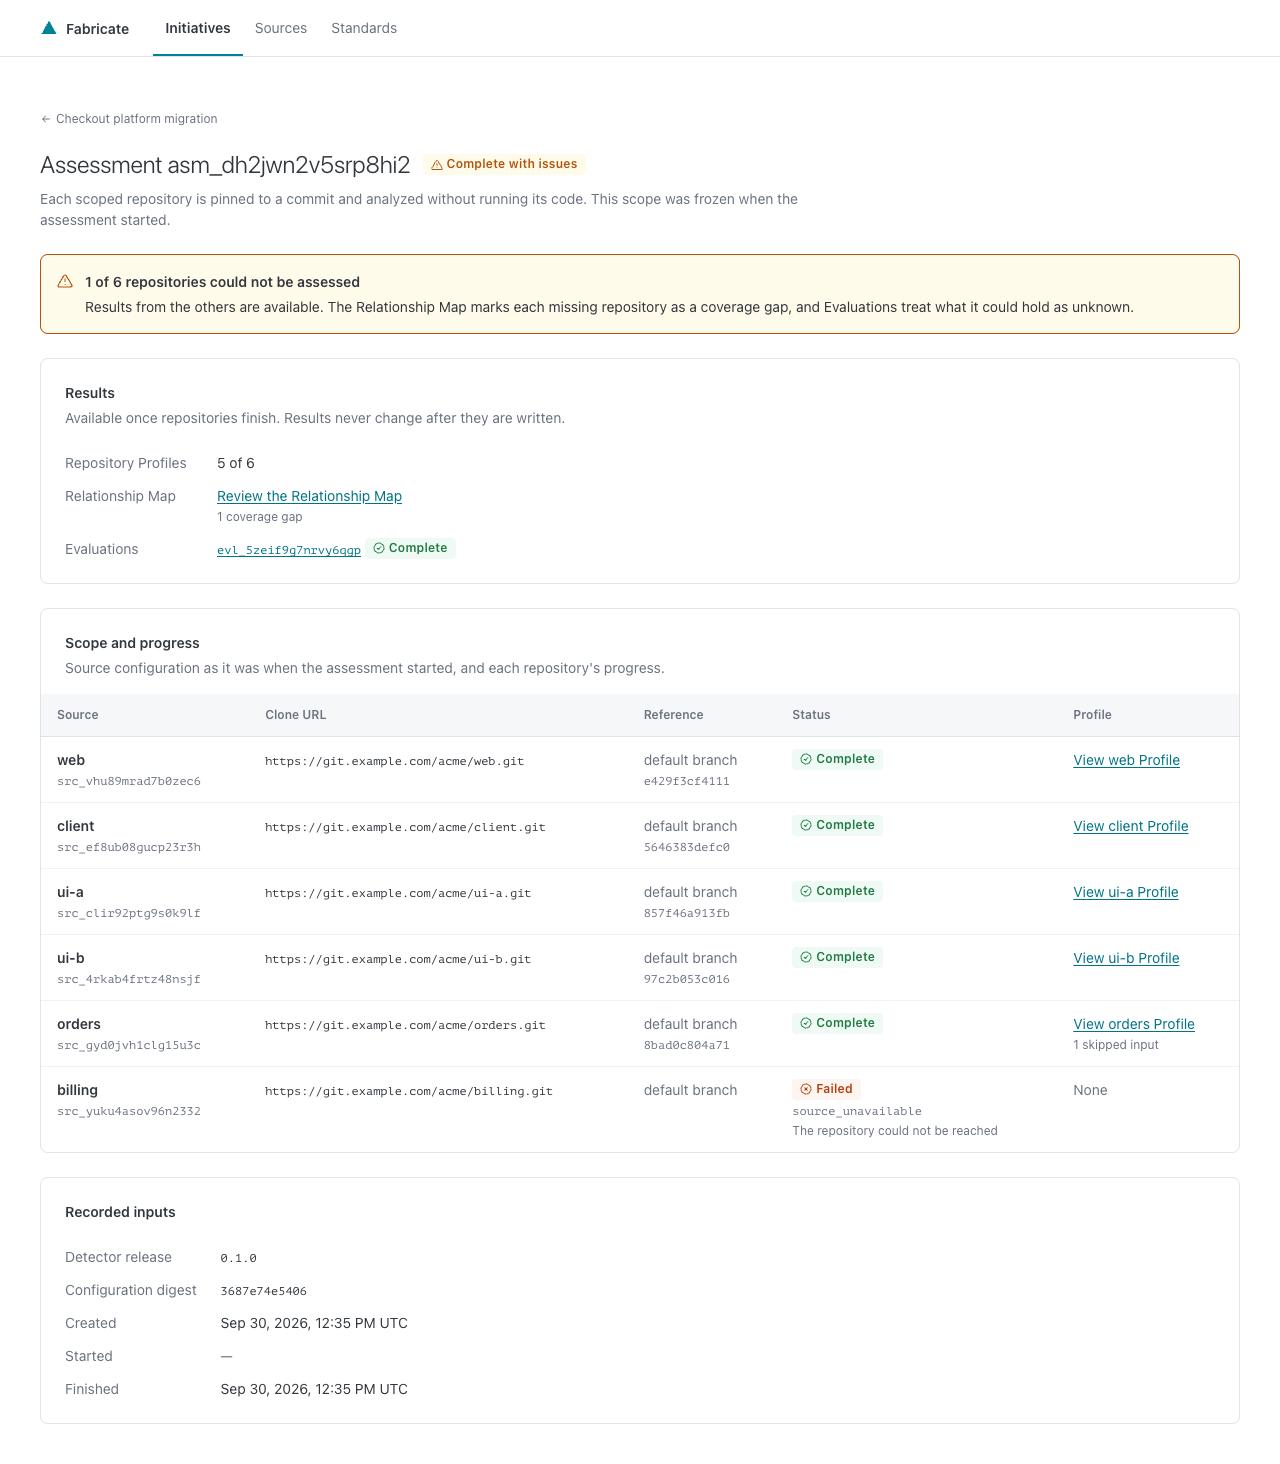 Fabricate
Initiatives
Sources
Standards
← Checkout platform migration
Assessment asm_dh2jwn2v5srp8hi2
Complete with issues
Each scoped repository is pinned to a commit and analyzed without running its code. This scope was frozen when the
assessment started.
1 of 6 repositories could not be assessed
Results from the others are available. The Relationship Map marks each missing repository as a coverage gap, and Evaluations treat what it could hold as unknown.
Results
Available once repositories finish. Results never change after they are written.
Repository Profiles 5 of 6
Relationship Map Review the Relationship Map
1 coverage gap
Evaluations evl_5zeif9g7nrvy6qgp Complete
Scope and progress
Source configuration as it was when the assessment started, and each repository's progress.
Source Clone URL Reference Status Profile
web https://git.example.com/acme/web.git default branch Complete View web Profile
src_vhu89mrad7b0zec6 e429f3cf4111
client https://git.example.com/acme/client.git default branch Complete View client Profile
src_ef8ub08gucp23r3h 5646383defc0
ui-a https://git.example.com/acme/ui-a.git default branch Complete View ui-a Profile
src_clir92ptg9s0k9lf 857f46a913fb
ui-b https://git.example.com/acme/ui-b.git default branch Complete View ui-b Profile
src_4rkab4frtz48nsjf 97c2b053c016
orders https://git.example.com/acme/orders.git default branch Complete View orders Profile
src_gyd0jvh1clg15u3c 8bad0c804a71 1 skipped input
billing https://git.example.com/acme/billing.git default branch Failed None
src_yuku4asov96n2332 source_unavailable
The repository could not be reached
Recorded inputs
Detector release 0.1.0
Configuration digest 3687e74e5406
Created Sep 30, 2026, 12:35 PM UTC
Started —
Finished Sep 30, 2026, 12:35 PM UTC